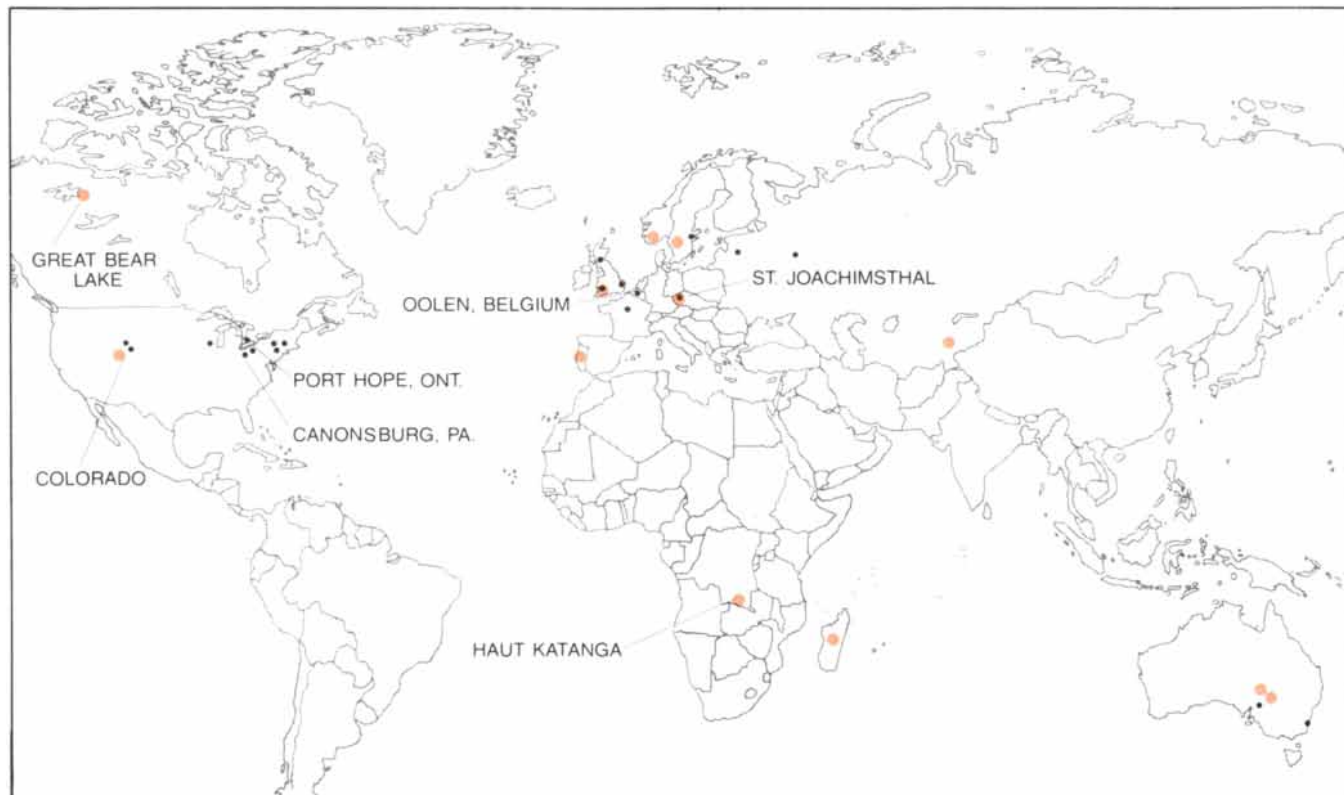 GREAT BEAR
LAKE
OOLEN, BELGIUM
ST. JOACHIMSTHAL
PORT HOPE, ONT.
CANONSBURG, PA.
COLORADO
HAUT KATANGA